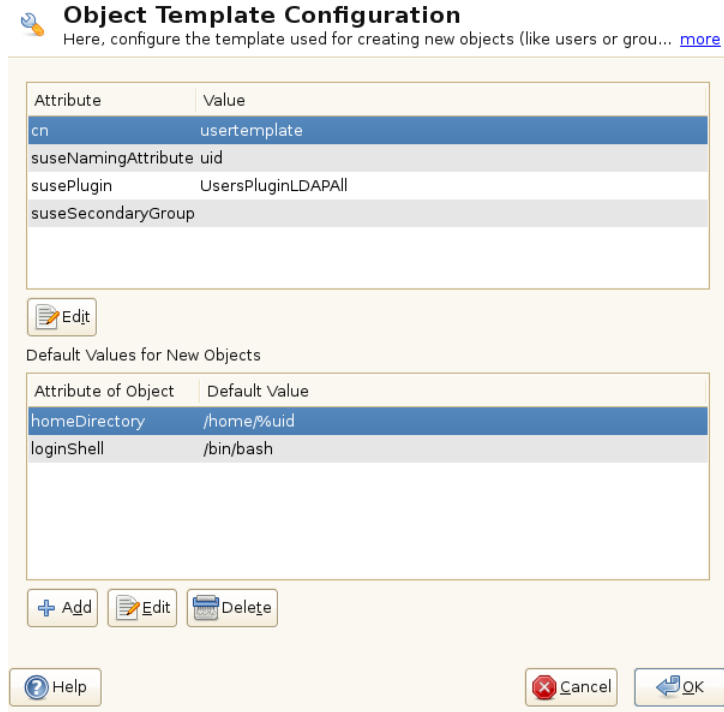 Object Template Configuration
Here, configure the template used for creating new objects (like users or grou... more
Attribute Value
cn usertemplate
suseNamingAttribute uid
susePlugin UsersPluginLDAPAll
suseSecondaryGroup
Edit
Default Values for New Objects
Attribute of Object Default Value
homeDirectory /home/%uid
loginShell /bin/bash
Add Edit Delete
Help Cancel OK